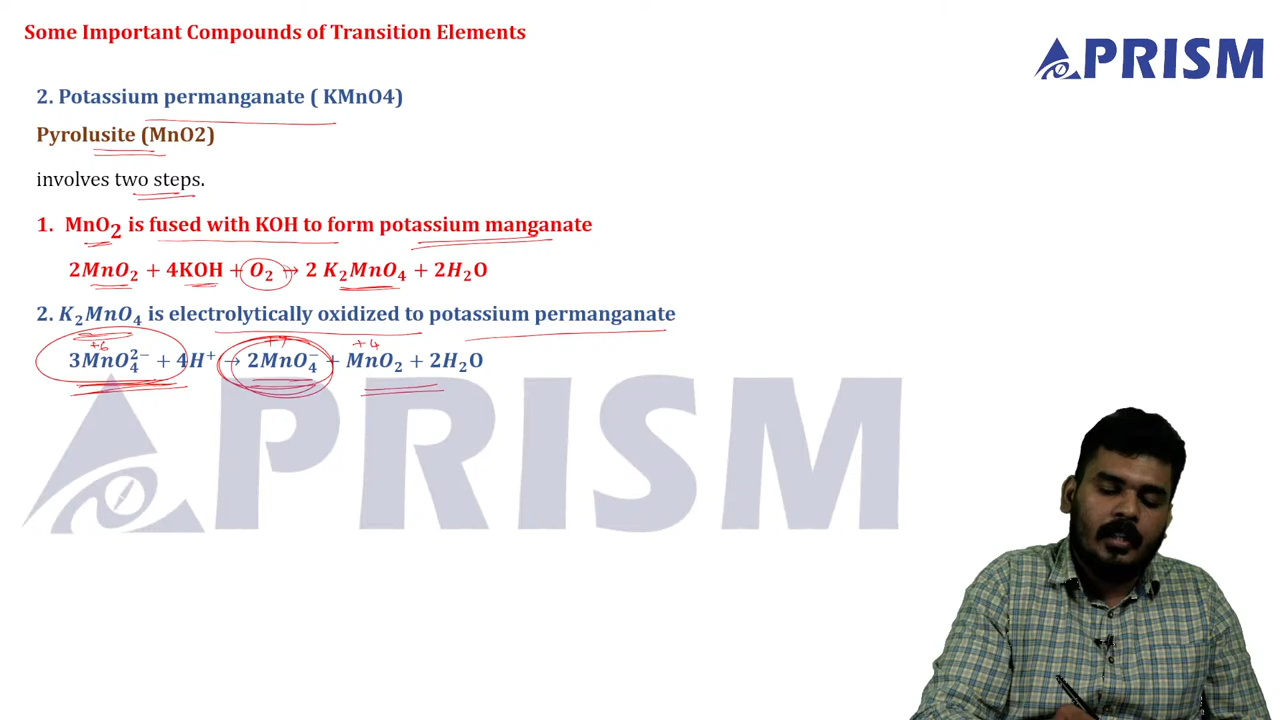 Some Important Compounds of Transition Elements
PRISM
2. Potassium permanganate ( KMnO4)
Pyrolusite (MnO2)
involves two steps.
1. MnO₂ is fused with KOH to form potassium manganate
2MnO₂ + 4KOH + O₂ → 2 K₂MnO₄ + 2H₂O
2. K₂MnO₄ is electrolytically oxidized to potassium permanganate
+6 +7 +4
3MnO₄²⁻ + 4H⁺ → 2MnO₄⁻ + MnO₂ + 2H₂O
PRISM